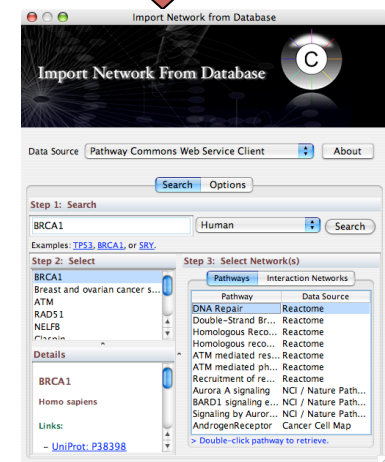 Import Network from Database
Import Network From Database
C
Data Source Pathway Commons Web Service Client About
Search Options
Step 1: Search
BRCA1 Human Search
Examples: TP53, BRCA1, or SRY.
Step 2: Select
BRCA1
Breast and ovarian cancer s...
ATM
RAD51
NELFB
Claspin
Details
BRCA1
Homo sapiens
Links:
- UniProt: P38398
Step 3: Select Network(s)
Pathways Interaction Networks
Pathway Data Source
DNA Repair Reactome
Double-Strand Br... Reactome
Homologous Reco... Reactome
Homologous reco... Reactome
ATM mediated res... Reactome
ATM mediated ph... Reactome
Recruitment of re... Reactome
Aurora A signaling NCI / Nature Path...
BARD1 signaling e... NCI / Nature Path...
Signaling by Auror... NCI / Nature Path...
AndrogenReceptor Cancer Cell Map
> Double-click pathway to retrieve.